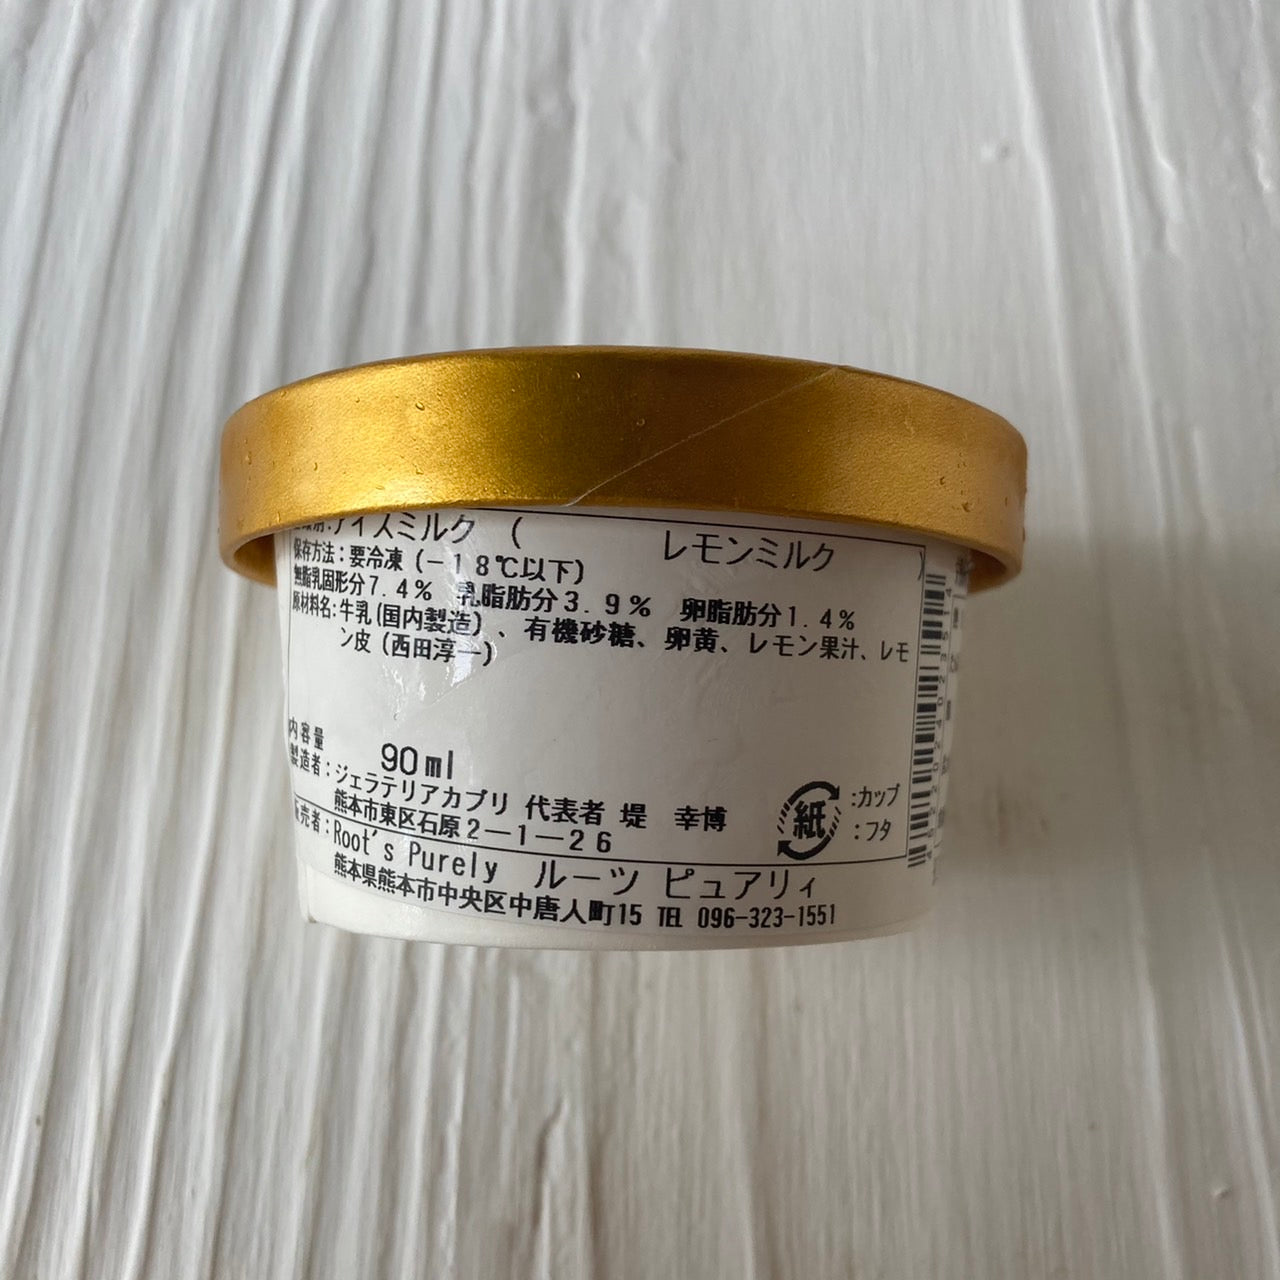 種類別:アイスミルク ( レモンミルク )
保存方法:要冷凍(-18℃以下)
無脂乳固形分7.4% 乳脂肪分3.9% 卵脂肪分1.4%
原材料名:牛乳(国内製造)、有機砂糖、卵黄、レモン果汁、レモ
ン皮(西田淳一)
内容量
90ml
製造者:ジェラテリアカプリ 代表者 堤 幸博
熊本市東区石原2-1-26
紙
:カップ
:フタ
販売者:Root's Purely ルーツ ピュアリィ
熊本県熊本市中央区中唐人町15 TEL 096-323-1551